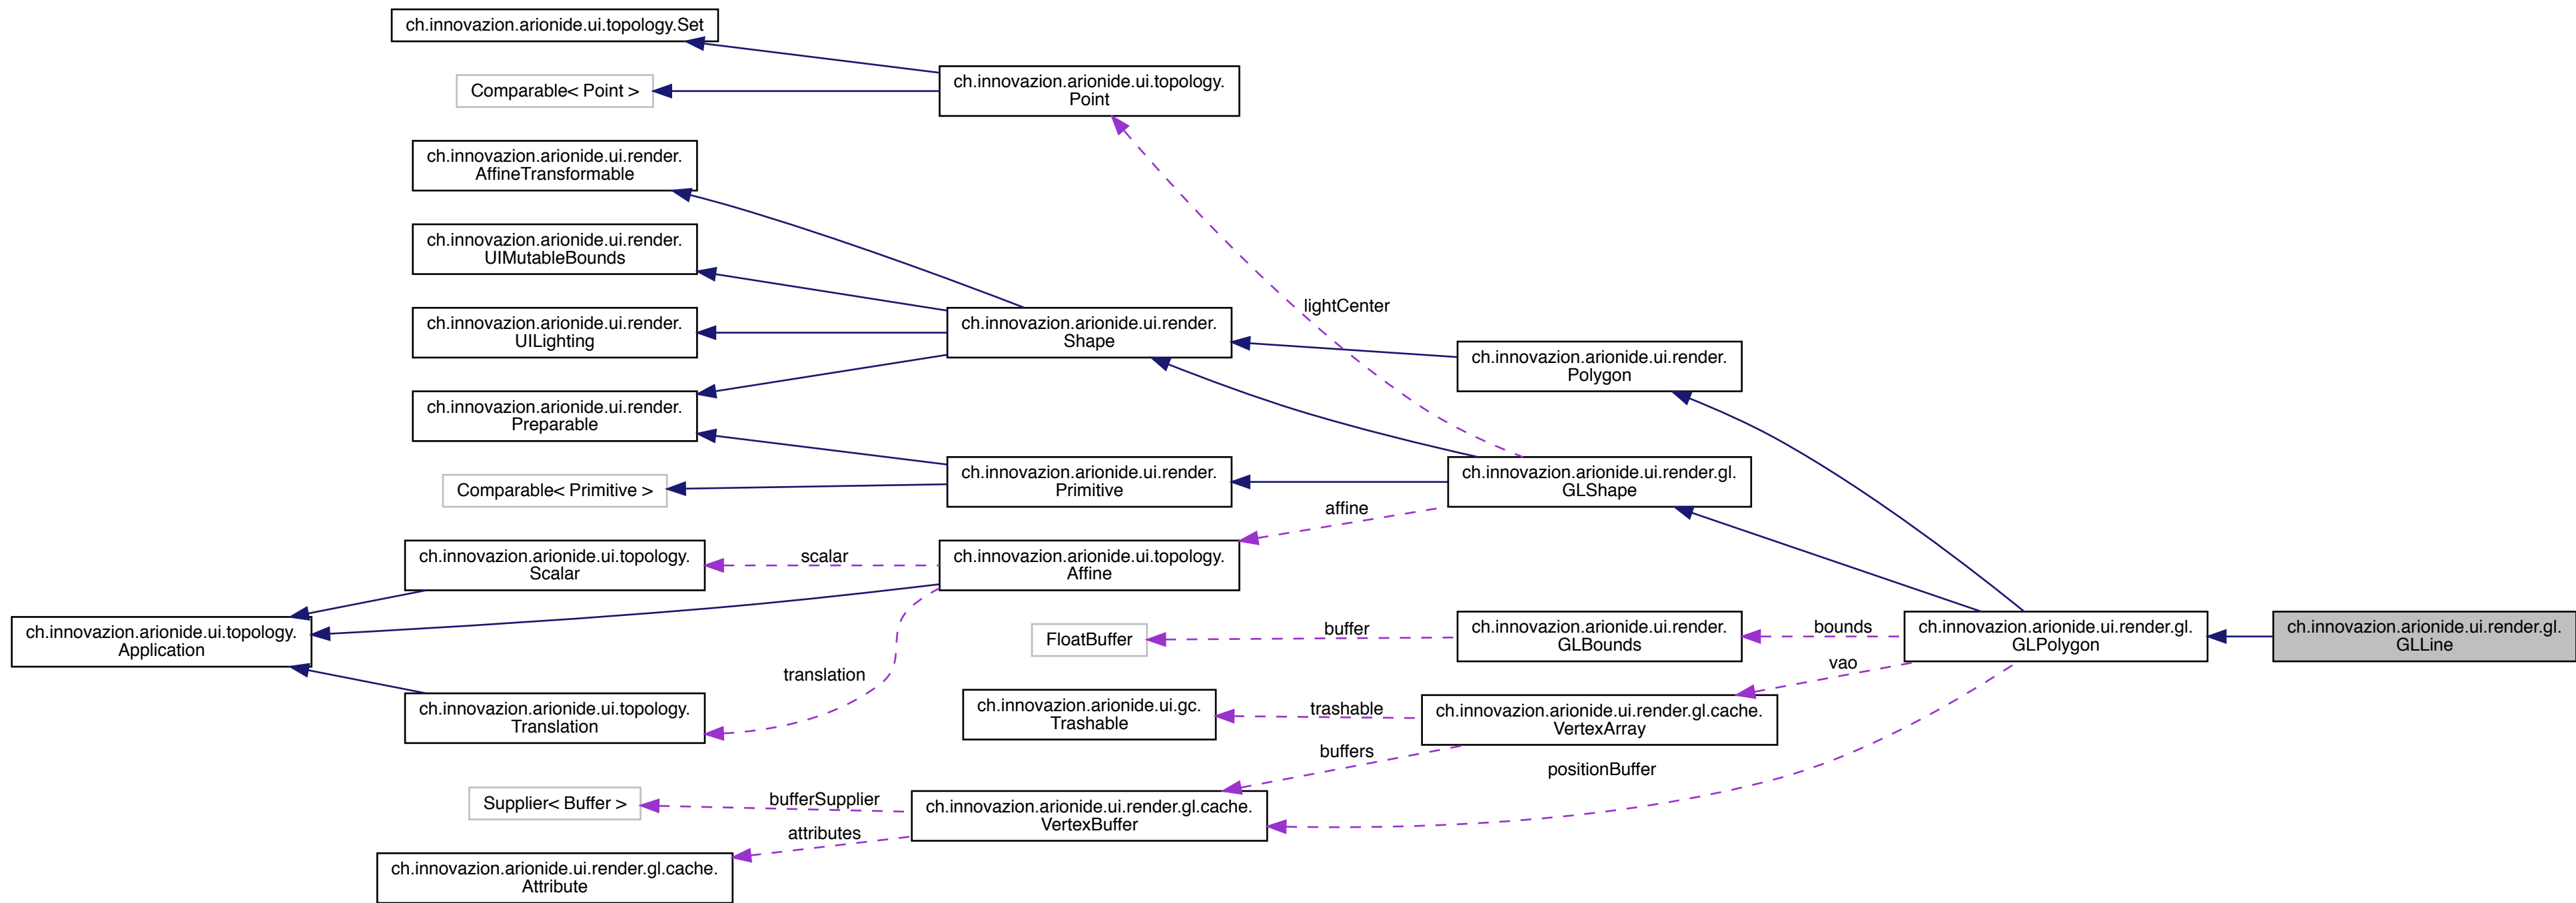 ch.innovazion.arionide.ui.topology.Set
Comparable< Point >
ch.innovazion.arionide.ui.topology.
Point
ch.innovazion.arionide.ui.render.
AffineTransformable
ch.innovazion.arionide.ui.render.
UIMutableBounds
ch.innovazion.arionide.ui.render.
UILighting
ch.innovazion.arionide.ui.render.
Shape
lightCenter
ch.innovazion.arionide.ui.render.
Polygon
ch.innovazion.arionide.ui.render.
Preparable
Comparable< Primitive >
ch.innovazion.arionide.ui.render.
Primitive
ch.innovazion.arionide.ui.render.gl.
GLShape
affine
ch.innovazion.arionide.ui.topology.
Scalar
scalar
ch.innovazion.arionide.ui.topology.
Affine
ch.innovazion.arionide.ui.topology.
Application
translation
ch.innovazion.arionide.ui.topology.
Translation
FloatBuffer
buffer
ch.innovazion.arionide.ui.render.
GLBounds
bounds
ch.innovazion.arionide.ui.render.gl.
GLPolygon
ch.innovazion.arionide.ui.render.gl.
GLLine
vao
ch.innovazion.arionide.ui.gc.
Trashable
trashable
ch.innovazion.arionide.ui.render.gl.cache.
VertexArray
buffers
positionBuffer
Supplier< Buffer >
bufferSupplier
ch.innovazion.arionide.ui.render.gl.cache.
VertexBuffer
attributes
ch.innovazion.arionide.ui.render.gl.cache.
Attribute